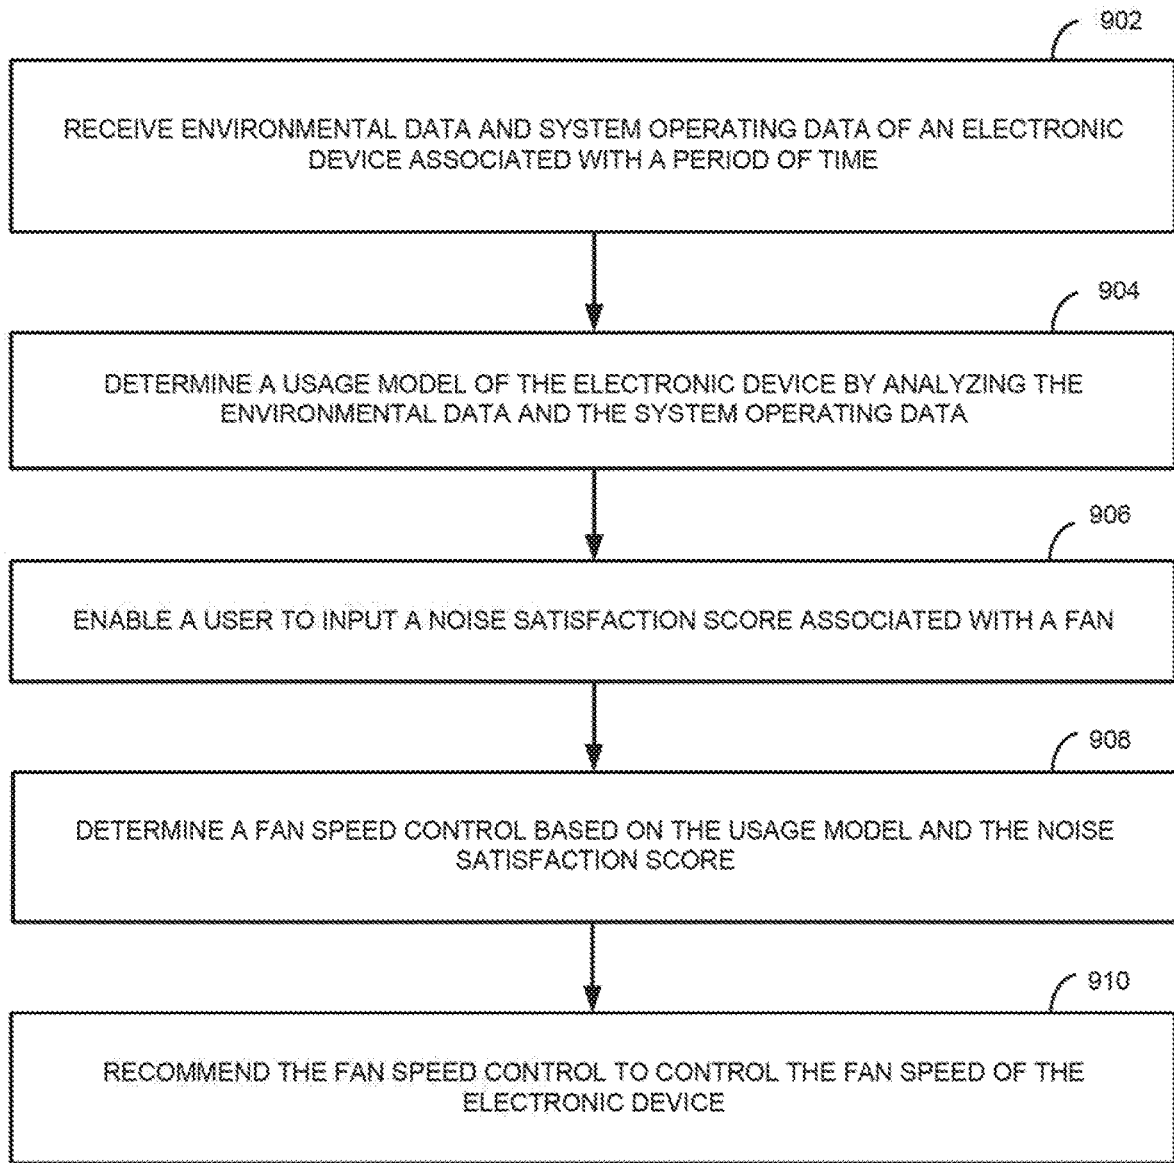 902
RECEIVE ENVIRONMENTAL DATA AND SYSTEM OPERATING DATA OF AN ELECTRONIC
DEVICE ASSOCIATED WITH A PERIOD OF TIME
904
DETERMINE A USAGE MODEL OF THE ELECTRONIC DEVICE BY ANALYZING THE
ENVIRONMENTAL DATA AND THE SYSTEM OPERATING DATA
906
ENABLE A USER TO INPUT A NOISE SATISFACTION SCORE ASSOCIATED WITH A FAN
908
DETERMINE A FAN SPEED CONTROL BASED ON THE USAGE MODEL AND THE NOISE
SATISFACTION SCORE
910
RECOMMEND THE FAN SPEED CONTROL TO CONTROL THE FAN SPEED OF THE
ELECTRONIC DEVICE